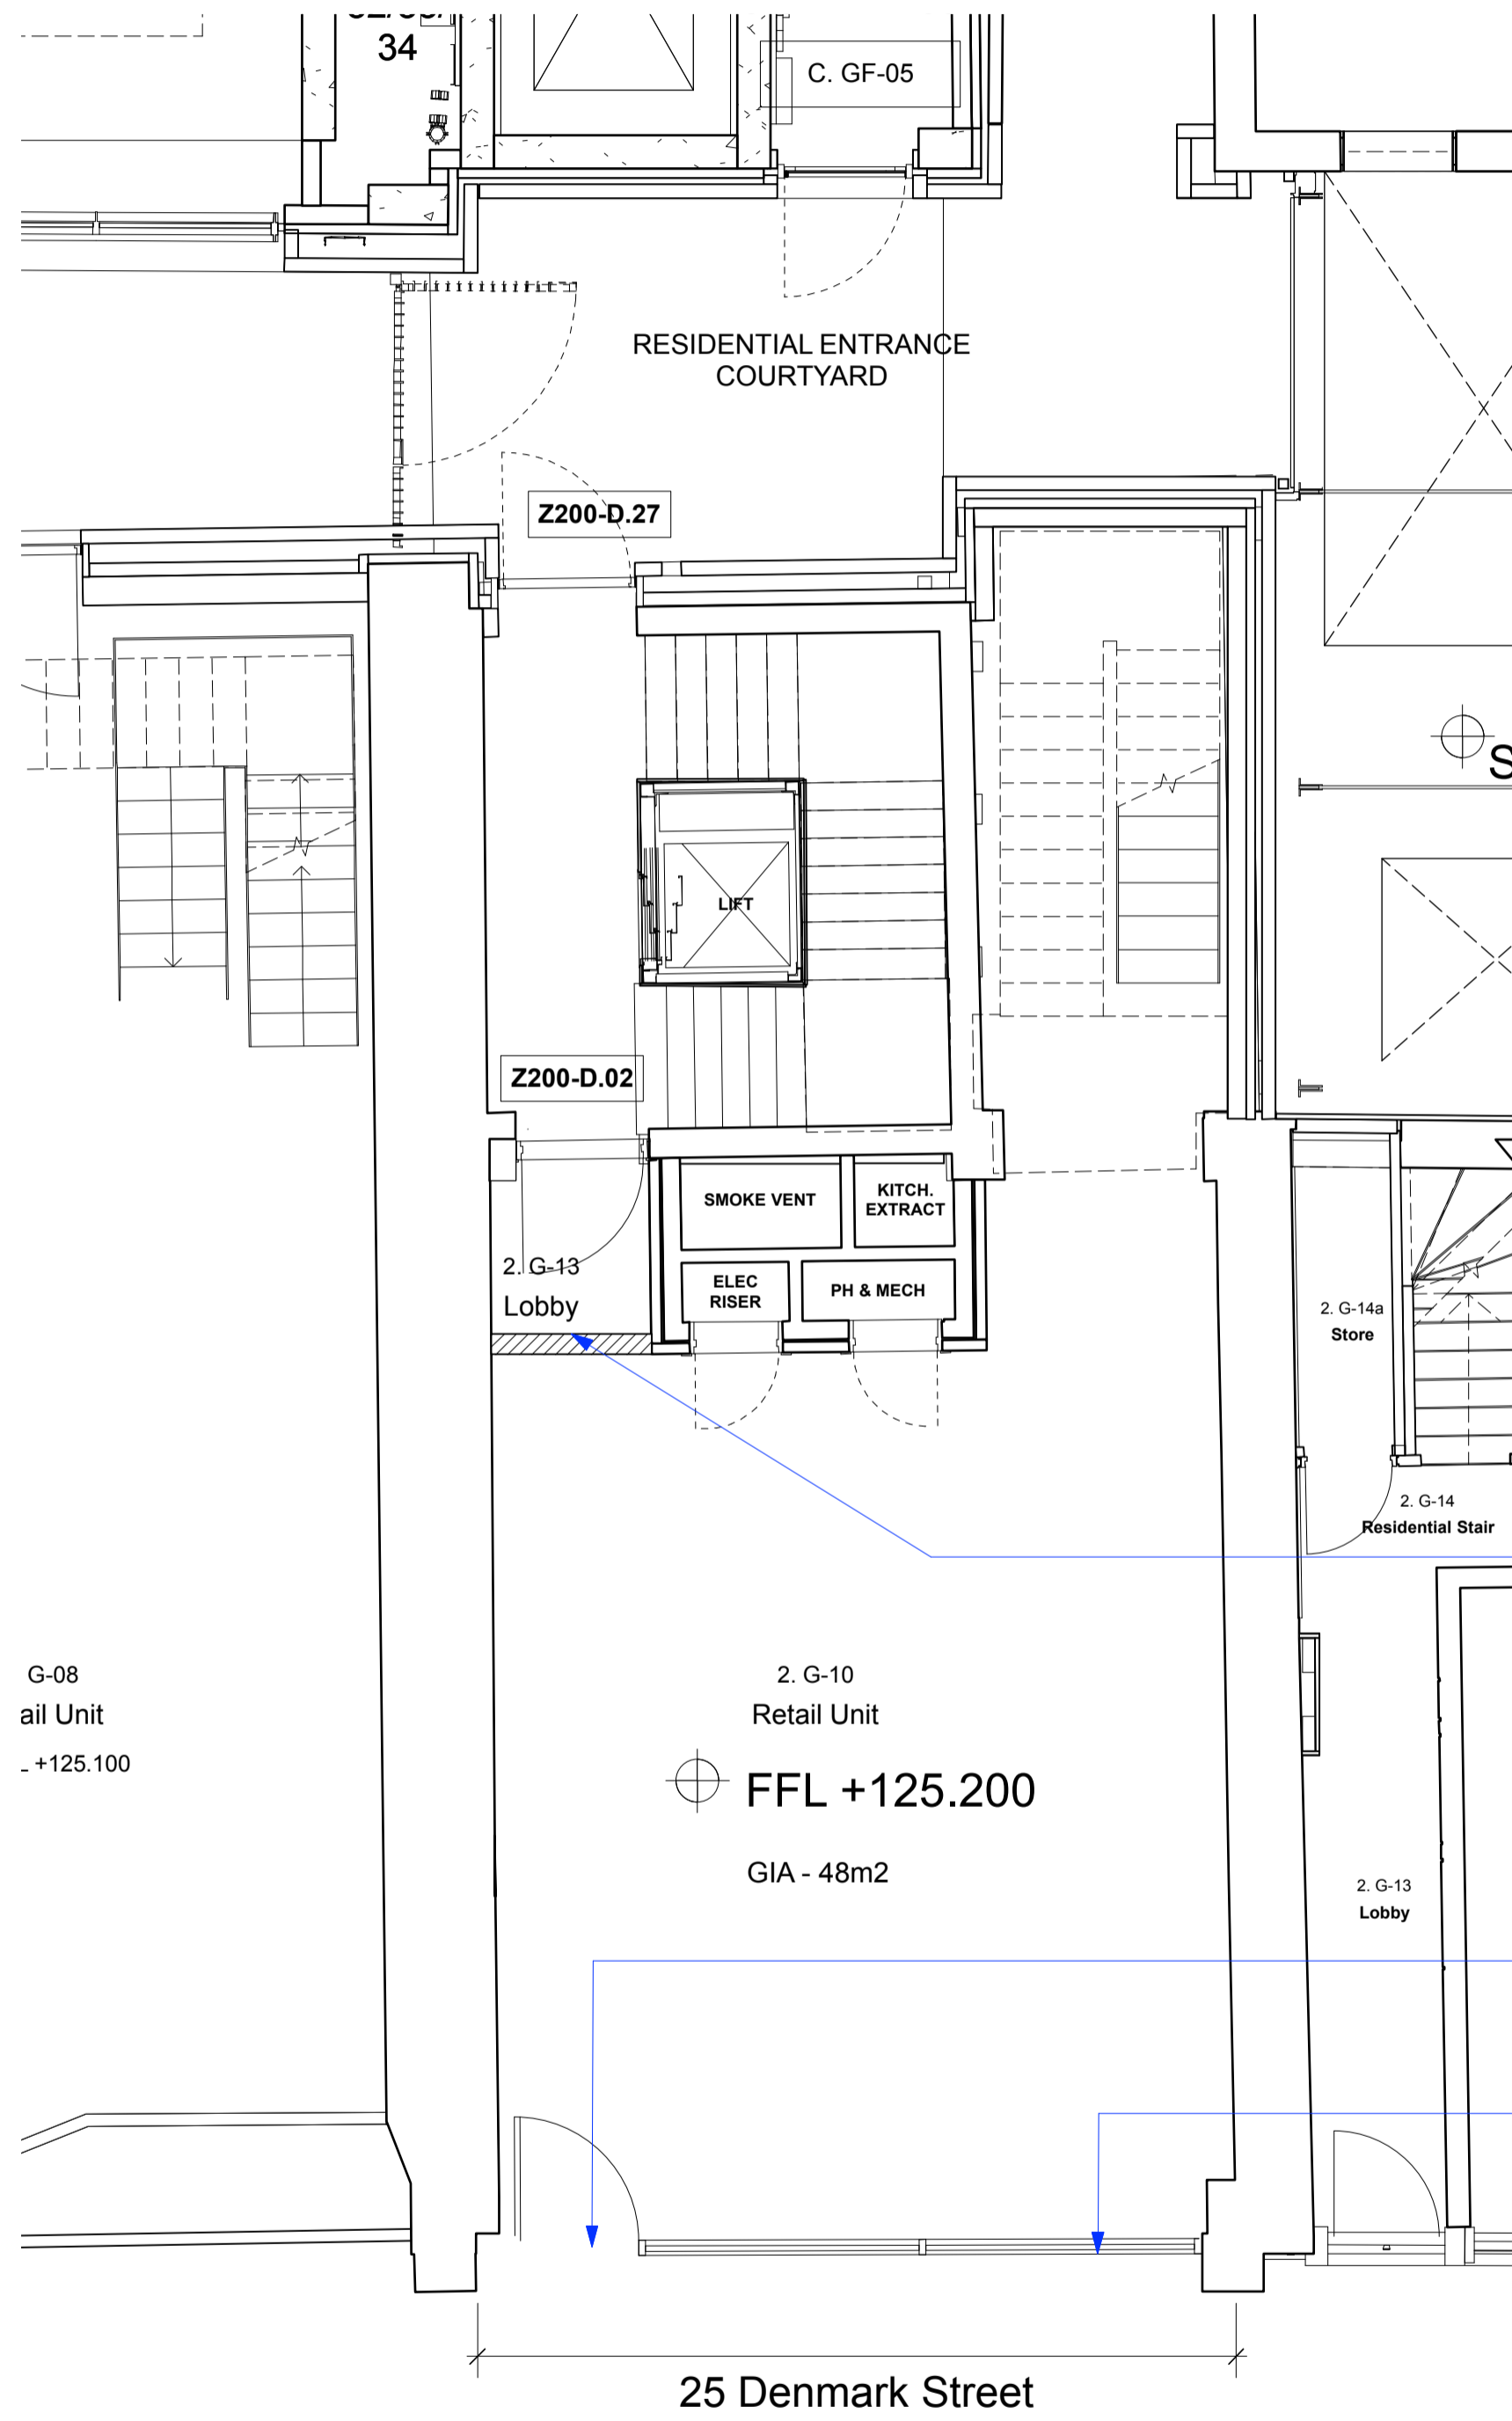 34
C. GF-05
RESIDENTIAL ENTRANCE
COURTYARD
Z200-D.27
S
LIFT
Z200-D.02
SMOKE VENT
KITCH.
EXTRACT
2. G-13
Lobby
ELEC
RISER
PH & MECH
2. G-14a
Store
2. G-14
Residential Stair
G-08
ail Unit
+125.100
2. G-10
Retail Unit
FFL +125.200
GIA - 48m2
2. G-13
Lobby
25 Denmark Street